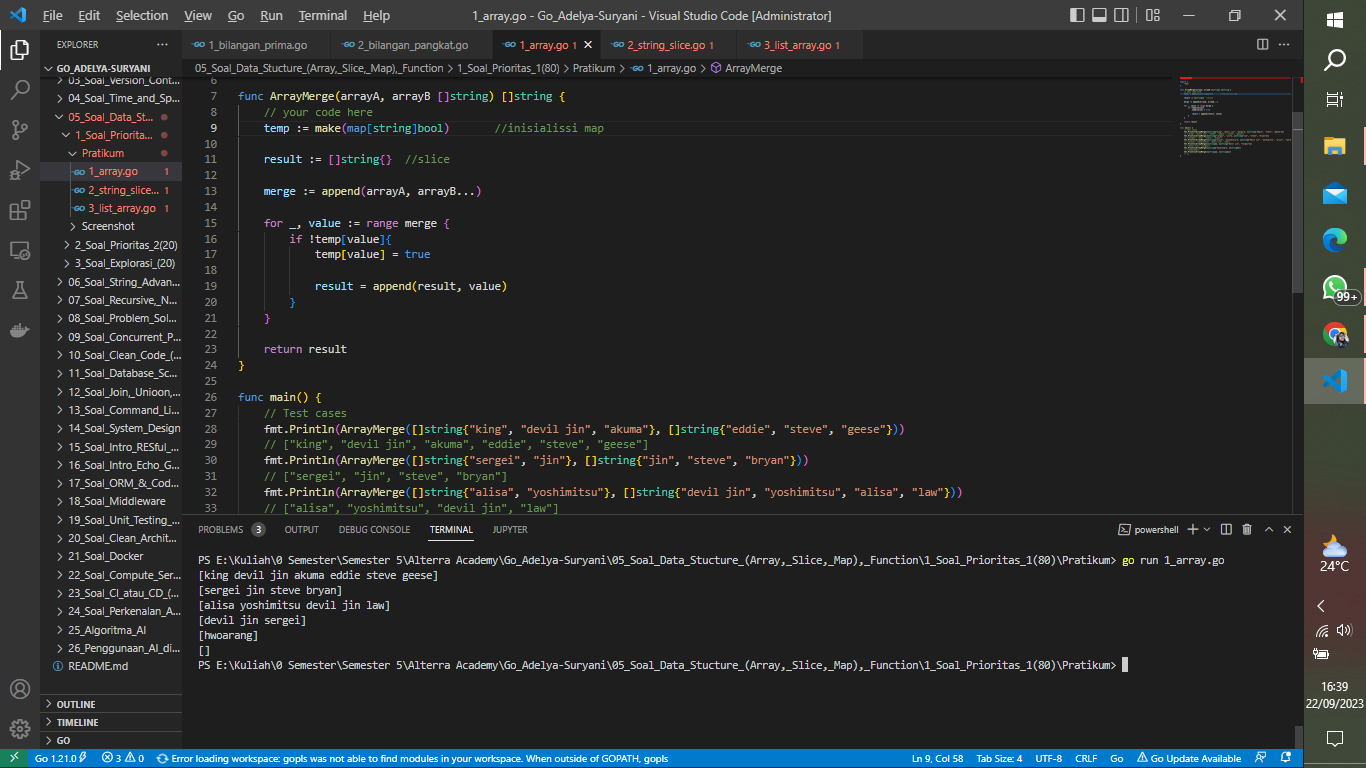 File Edit Selection View Go Run Terminal Help 1_array.go - Go_Adelya-Suryani - Visual Studio Code [Administrator]
EXPLORER
GO_ADELYA-SURYANI
03_Soal_Version_Cont...
04_Soal_Time_and_Sp...
05_Soal_Data_St...
1_Soal_Priorita...
Pratikum
1_array.go 1
2_string_slice... 1
3_list_array.go 1
Screenshot
2_Soal_Prioritas_2(20)
3_Soal_Explorasi_(20)
06_Soal_String_Advan...
07_Soal_Recursive,_N...
08_Soal_Problem_Sol...
09_Soal_Concurrent_P...
10_Soal_Clean_Code_(...
11_Soal_Database_Sc...
12_Soal_Join,_Unioon,...
13_Soal_Command_Li...
14_Soal_System_Design
15_Soal_Intro_RESful_...
16_Soal_Intro_Echo_G...
17_Soal_ORM_&_Cod...
18_Soal_Middleware
19_Soal_Unit_Testing_...
20_Soal_Clean_Archit...
21_Soal_Docker
22_Soal_Compute_Ser...
23_Soal_CI_atau_CD_(...
24_Soal_Perkenalan_A...
25_Algoritma_AI
26_Penggunaan_AI_di...
README.md
OUTLINE
TIMELINE
GO
1_bilangan_prima.go 2_bilangan_pangkat.go 1_array.go 1 2_string_slice.go 1 3_list_array.go 1
05_Soal_Data_Stucture_(Array,_Slice,_Map),_Function > 1_Soal_Prioritas_1(80) > Pratikum > 1_array.go > ArrayMerge
6
7 func ArrayMerge(arrayA, arrayB []string) []string {
8 // your code here
9 temp := make(map[string]bool) //inisialissi map
10
11 result := []string{} //slice
12
13 merge := append(arrayA, arrayB...)
14
15 for _, value := range merge {
16 if !temp[value]{
17 temp[value] = true
18
19 result = append(result, value)
20 }
21 }
22
23 return result
24 }
25
26 func main() {
27 // Test cases
28 fmt.Println(ArrayMerge([]string{"king", "devil jin", "akuma"}, []string{"eddie", "steve", "geese"}))
29 // ["king", "devil jin", "akuma", "eddie", "steve", "geese"]
30 fmt.Println(ArrayMerge([]string{"sergei", "jin"}, []string{"jin", "steve", "bryan"}))
31 // ["sergei", "jin", "steve", "bryan"]
32 fmt.Println(ArrayMerge([]string{"alisa", "yoshimitsu"}, []string{"devil jin", "yoshimitsu", "alisa", "law"}))
33 // ["alisa", "yoshimitsu", "devil jin", "law"]
PROBLEMS 3 OUTPUT DEBUG CONSOLE TERMINAL JUPYTER powershell
PS E:\Kuliah\0 Semester\Semester 5\Alterra Academy\Go_Adelya-Suryani\05_Soal_Data_Stucture_(Array,_Slice,_Map),_Function\1_Soal_Prioritas_1(80)\Pratikum> go run 1_array.go
[king devil jin akuma eddie steve geese]
[sergei jin steve bryan]
[alisa yoshimitsu devil jin law]
[devil jin sergei]
[hwoarang]
[]
PS E:\Kuliah\0 Semester\Semester 5\Alterra Academy\Go_Adelya-Suryani\05_Soal_Data_Stucture_(Array,_Slice,_Map),_Function\1_Soal_Prioritas_1(80)\Pratikum>
Go 1.21.0 3 0 Error loading workspace: gopls was not able to find modules in your workspace. When outside of GOPATH, gopls Ln 9, Col 58 Tab Size: 4 UTF-8 CRLF Go Go Update Available
99+
24°C
16:39
22/09/2023